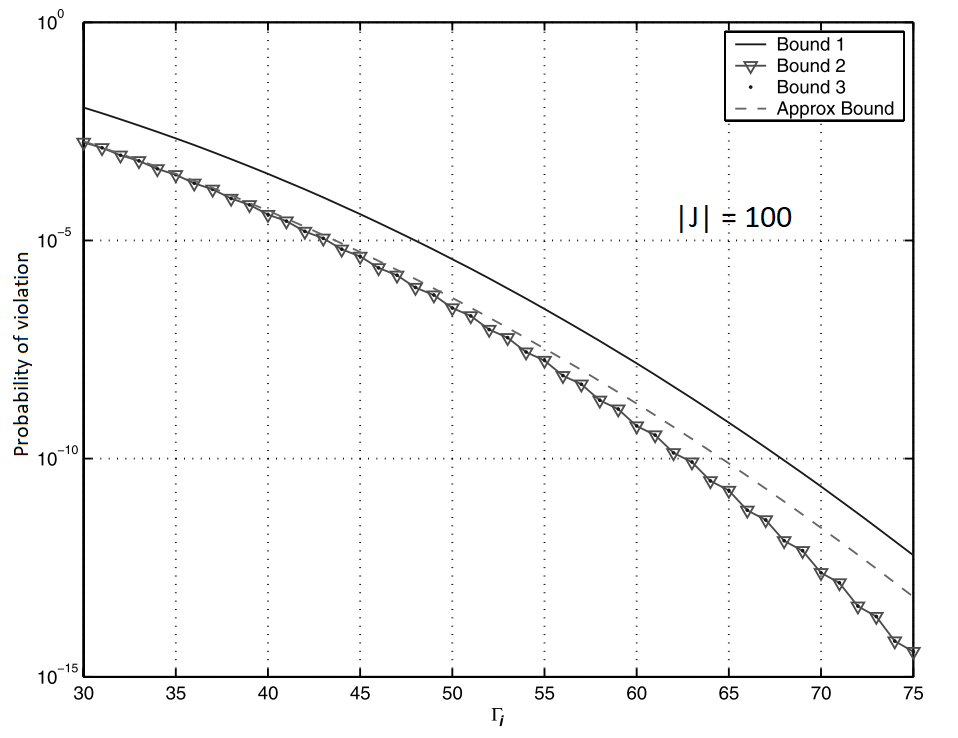 10^0
Bound 1
Bound 2
Bound 3
Approx Bound
|J| = 100
10^-5
Probability of violation
10^-10
10^-15
30 35 40 45 50 55 60 65 70 75
Γ_i